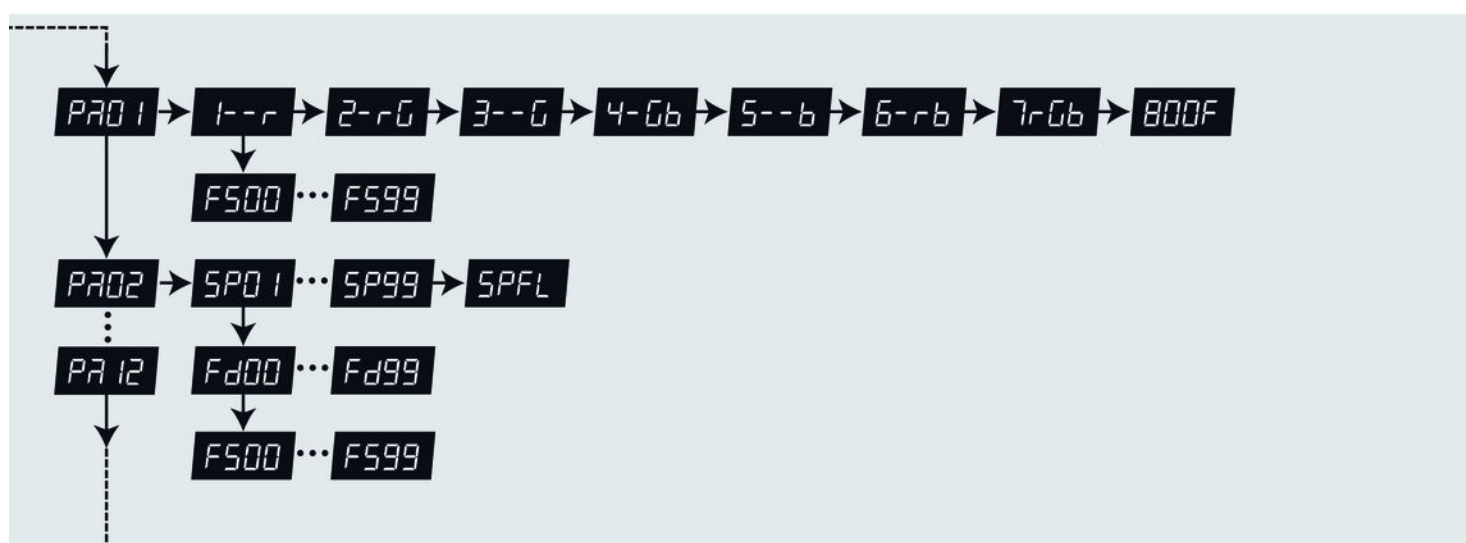 PA01 1--r 2-rG 3--G 4-Gb 5--b 6-rb 7rGb 800F
FS00 ... FS99
PA02 SP01 ... SP99 SPFL
PA12 Fd00 ... Fd99
FS00 ... FS99